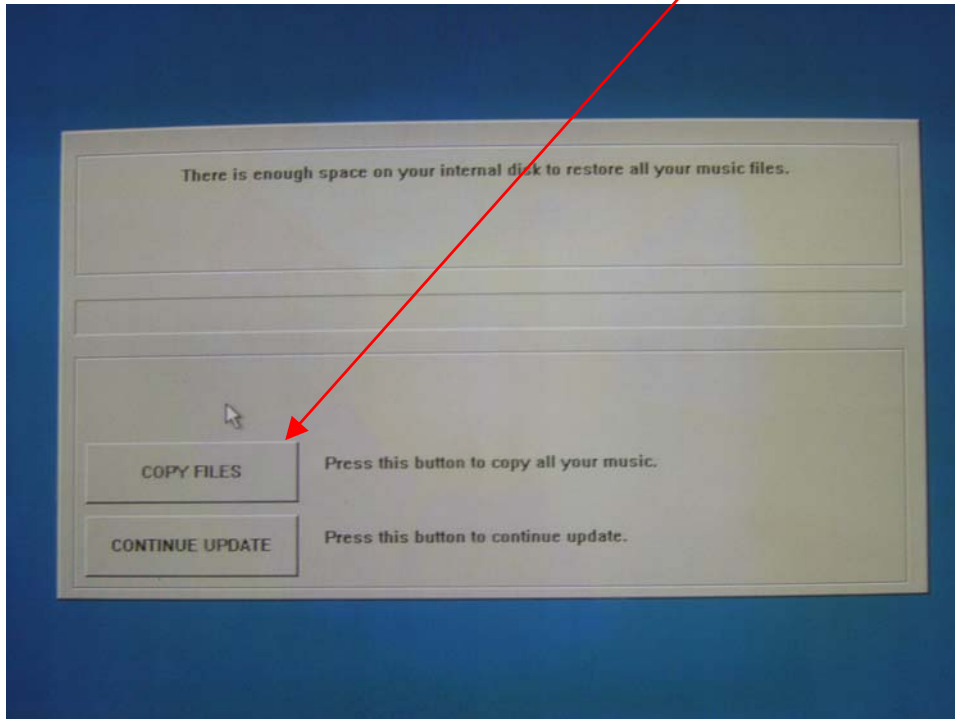 There is enough space on your internal disk to restore all your music files.
COPY FILES
Press this button to copy all your music.
CONTINUE UPDATE
Press this button to continue update.